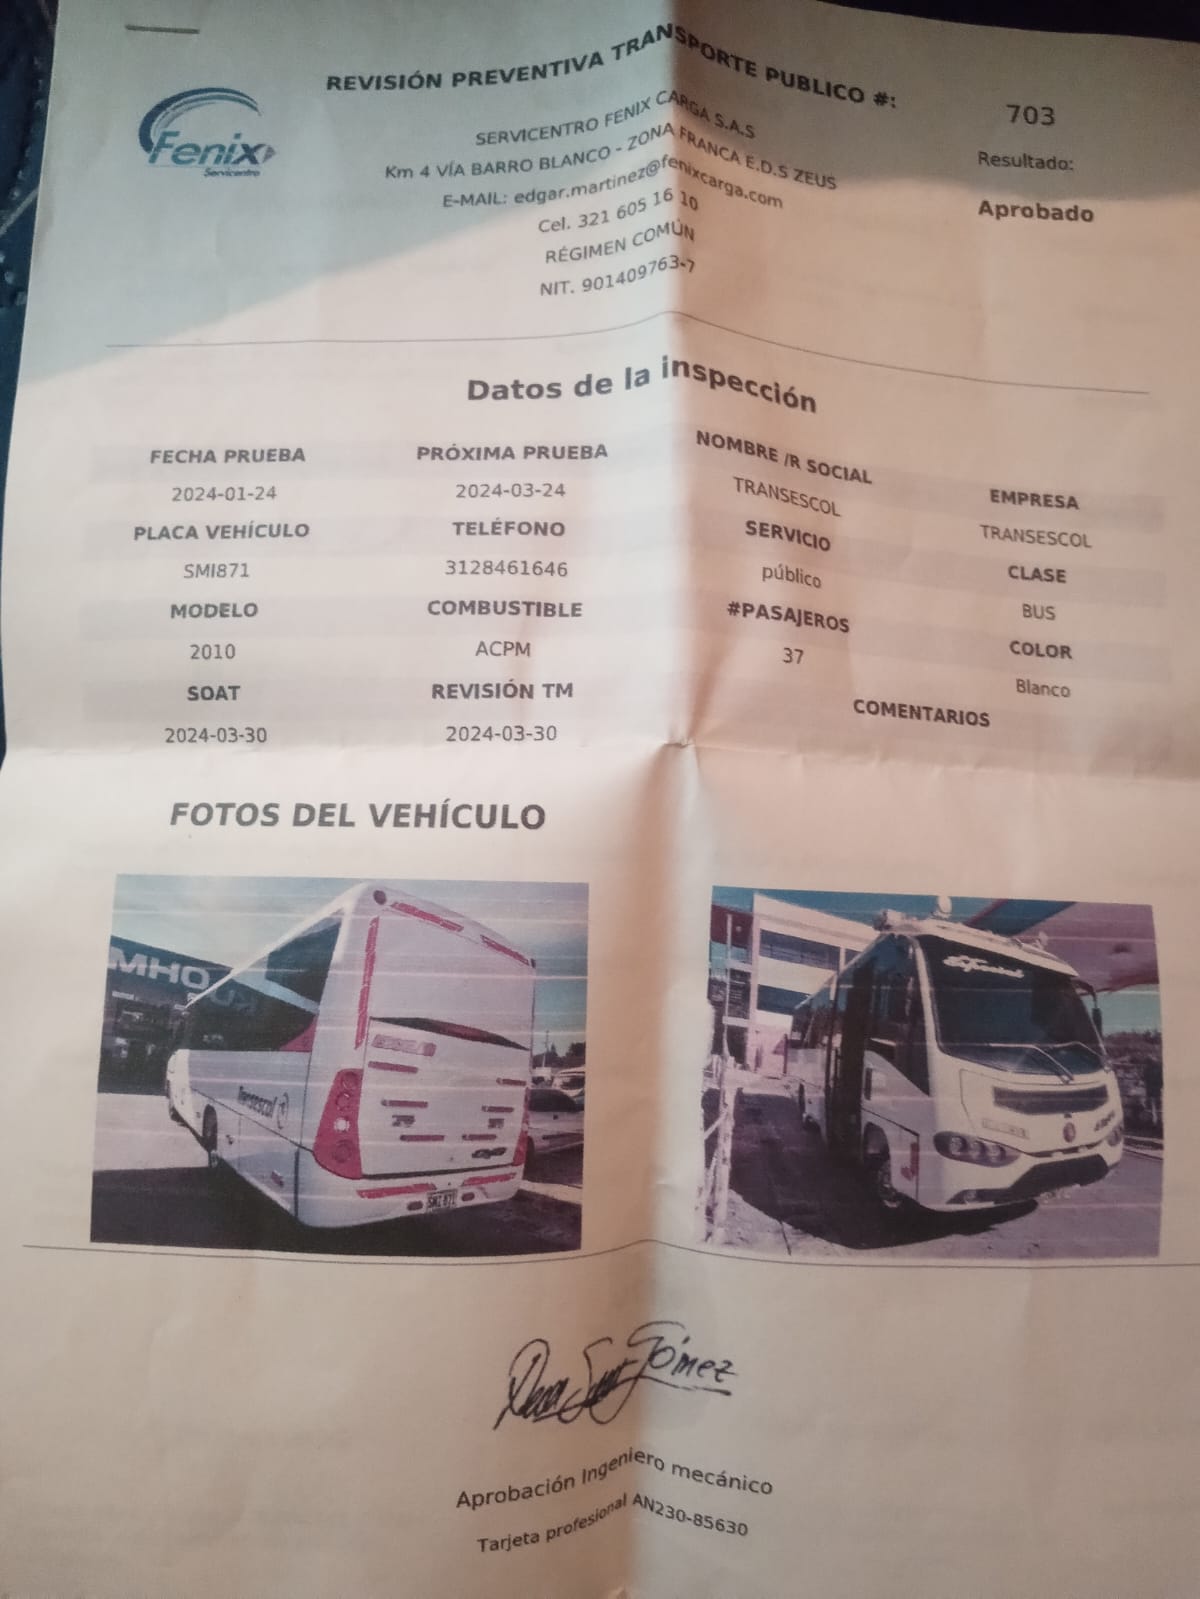 Fenix
Servicentro
REVISIÓN PREVENTIVA TRANSPORTE PUBLICO #:
703
SERVICENTRO FENIX CARGA S.A.S
Km 4 VÍA BARRO BLANCO - ZONA FRANCA E.D.S ZEUS
E-MAIL: edgar.martinez@fenixcarga.com
Cel. 321 605 16 10
RÉGIMEN COMÚN
NIT. 901409763-7
Resultado:
Aprobado
Datos de la inspección
FECHA PRUEBA PRÓXIMA PRUEBA NOMBRE /R SOCIAL EMPRESA
2024-01-24 2024-03-24 TRANSESCOL TRANSESCOL
PLACA VEHÍCULO TELÉFONO SERVICIO CLASE
SMI871 3128461646 público BUS
MODELO COMBUSTIBLE #PASAJEROS COLOR
2010 ACPM 37 Blanco
SOAT REVISIÓN TM COMENTARIOS
2024-03-30 2024-03-30
FOTOS DEL VEHÍCULO
Transescol
Gómez
Aprobación Ingeniero mecánico
Tarjeta profesional AN230-85630